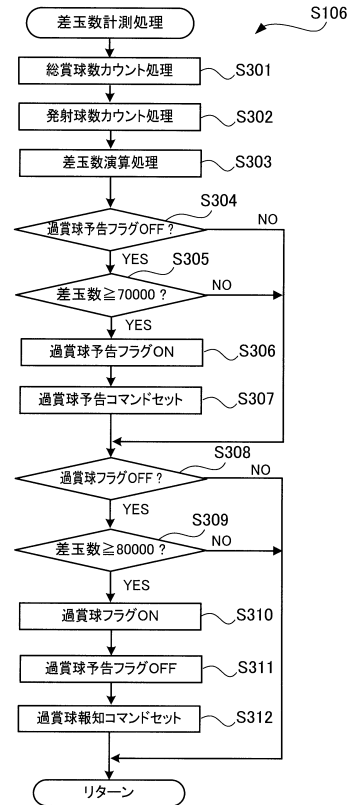 差玉数計測処理
S106
総賞球数カウント処理
S301
発射球数カウント処理
S302
差玉数演算処理
S303
過賞球予告フラグOFF？
S304
NO
YES
差玉数≧70000？
S305
NO
YES
過賞球予告フラグON
S306
過賞球予告コマンドセット
S307
過賞球フラグOFF？
S308
NO
YES
差玉数≧80000？
S309
NO
YES
過賞球フラグON
S310
過賞球予告フラグOFF
S311
過賞球報知コマンドセット
S312
リターン